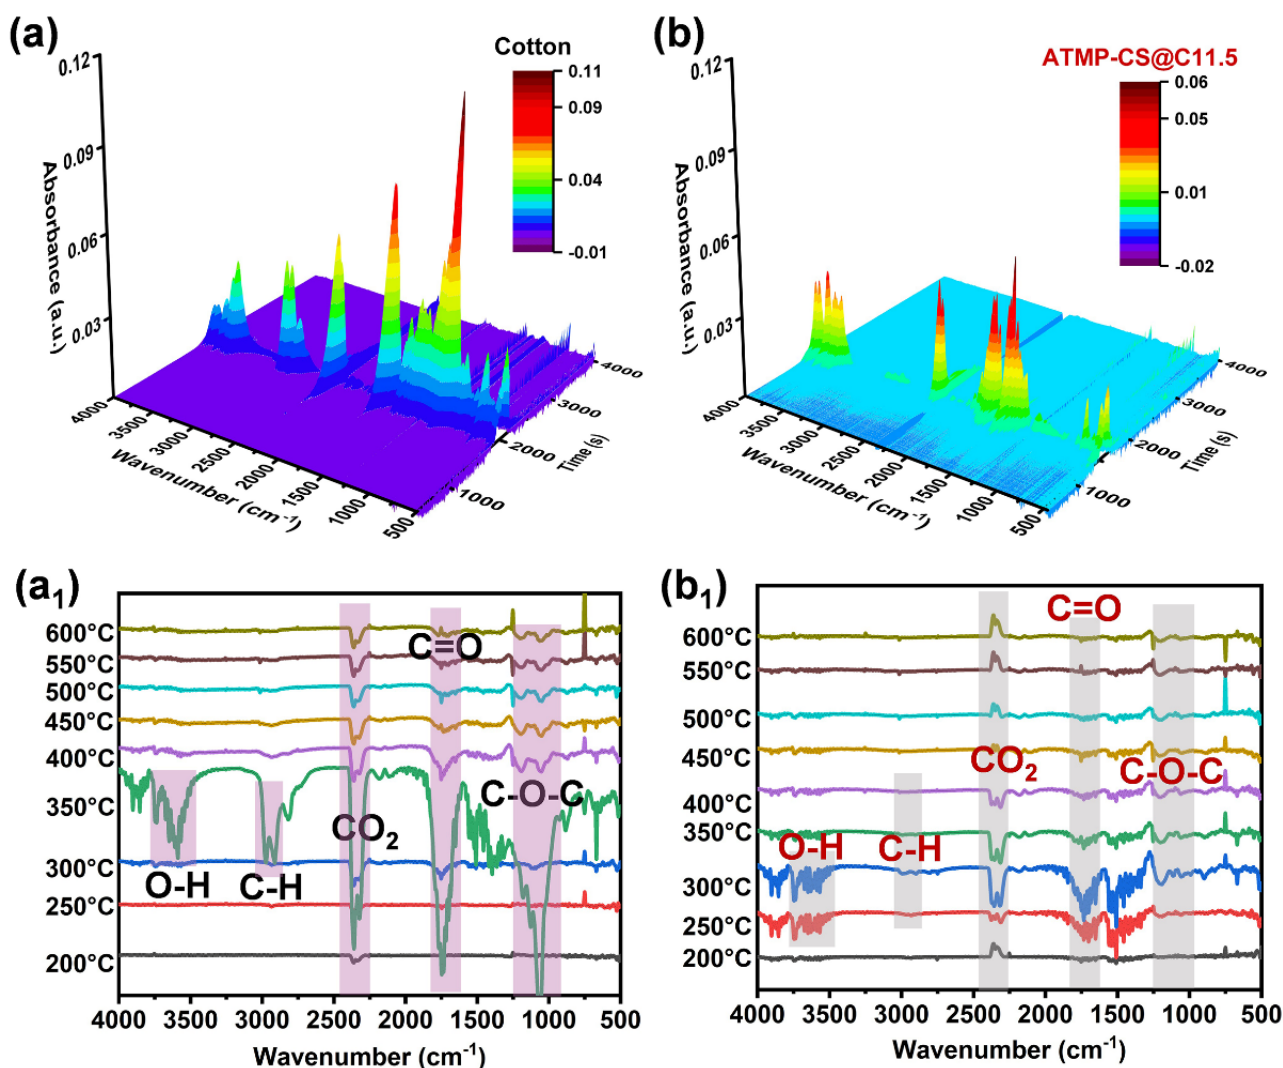 (a)
Cotton
0.12
0.09
0.06
0.03
Absorbance (a.u.)
0.11
0.09
0.04
-0.01
4000
3500
3000
2500
2000
1500
1000
500
Wavenumber (cm⁻¹)
1000
2000
3000
4000
Time (s)
(b)
ATMP-CS@C11.5
0.12
0.09
0.06
0.03
Absorbance (a.u.)
0.06
0.05
0.01
-0.02
4000
3500
3000
2500
2000
1500
1000
500
Wavenumber (cm⁻¹)
1000
2000
3000
4000
Time (s)
(a₁)
600°C
550°C
500°C
450°C
400°C
350°C
300°C
250°C
200°C
C=O
C-O-C
CO₂
O-H
C-H
4000 3500 3000 2500 2000 1500 1000 500
Wavenumber (cm⁻¹)
(b₁)
600°C
550°C
500°C
450°C
400°C
350°C
300°C
250°C
200°C
C=O
CO₂
C-O-C
O-H
C-H
4000 3500 3000 2500 2000 1500 1000 500
Wavenumber (cm⁻¹)